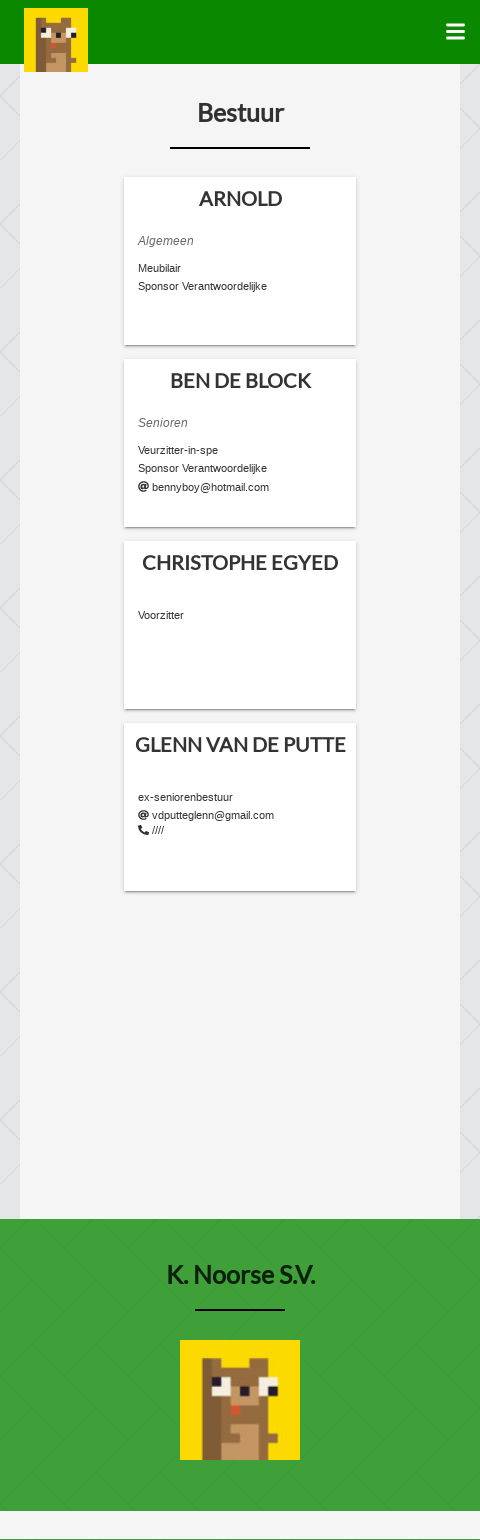 Bestuur
ARNOLD
Algemeen
Meubilair
Sponsor Verantwoordelijke
BEN DE BLOCK
Senioren
Veurzitter-in-spe
Sponsor Verantwoordelijke
@ bennyboy@hotmail.com
CHRISTOPHE EGYED
Voorzitter
GLENN VAN DE PUTTE
ex-seniorenbestuur
@ vdputteglenn@gmail.com
////
K. Noorse S.V.